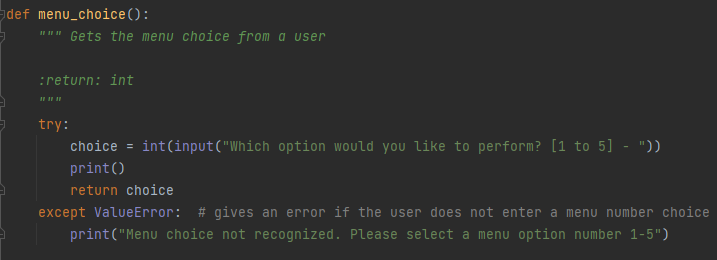 def menu_choice():
    """ Gets the menu choice from a user

    :return: int
    """
    try:
        choice = int(input("Which option would you like to perform? [1 to 5] - "))
        print()
        return choice
    except ValueError:  # gives an error if the user does not enter a menu number choice
        print("Menu choice not recognized. Please select a menu option number 1-5")